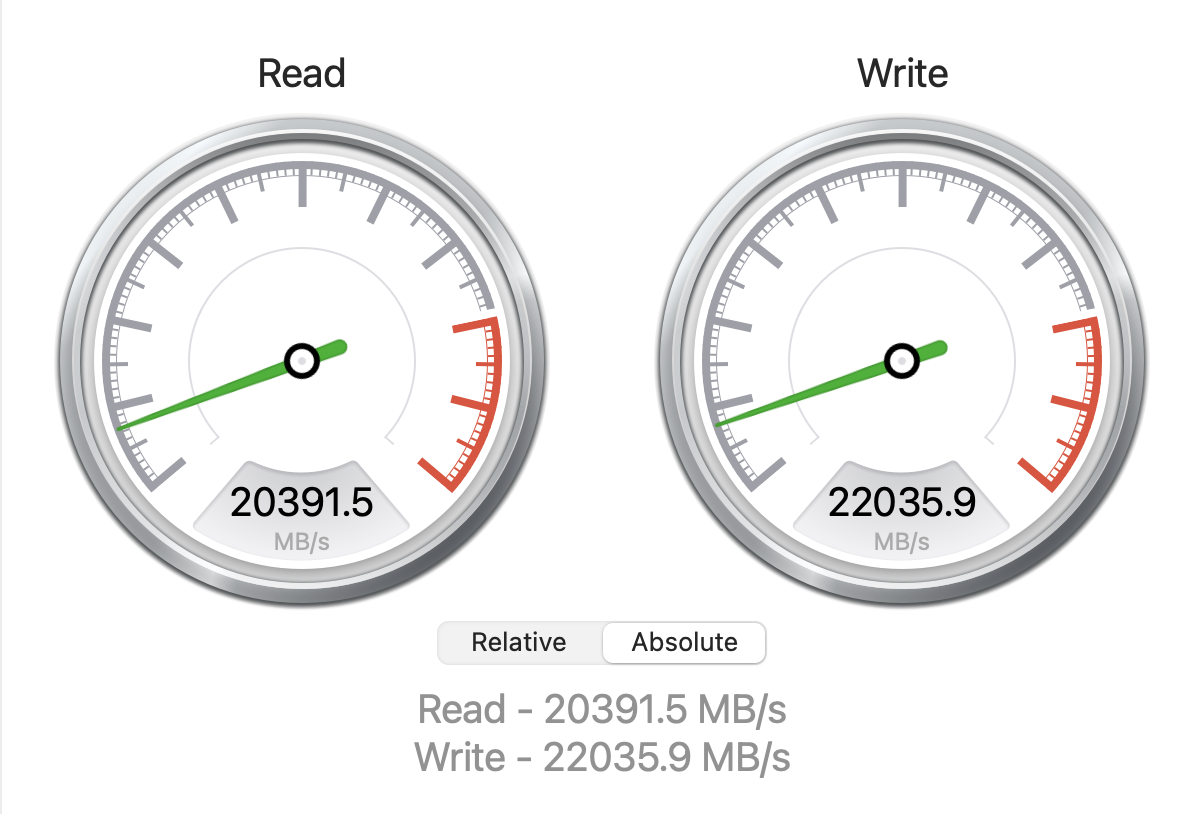 Read
Write
20391.5
MB/s
22035.9
MB/s
Relative
Absolute
Read - 20391.5 MB/s
Write - 22035.9 MB/s